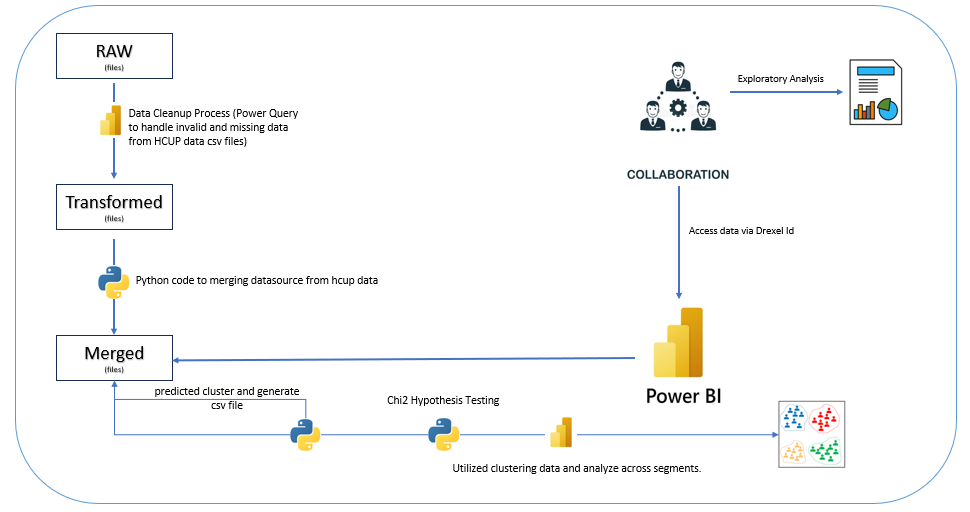 RAW
(files)
Data Cleanup Process (Power Query
to handle invalid and missing data
from HCUP data csv files)
Transformed
(files)
Python code to merging datasource from hcup data
Merged
(files)
predicted cluster and generate
csv file
Chi2 Hypothesis Testing
Utilized clustering data and analyze across segments.
Exploratory Analysis
COLLABORATION
Access data via Drexel Id
Power BI